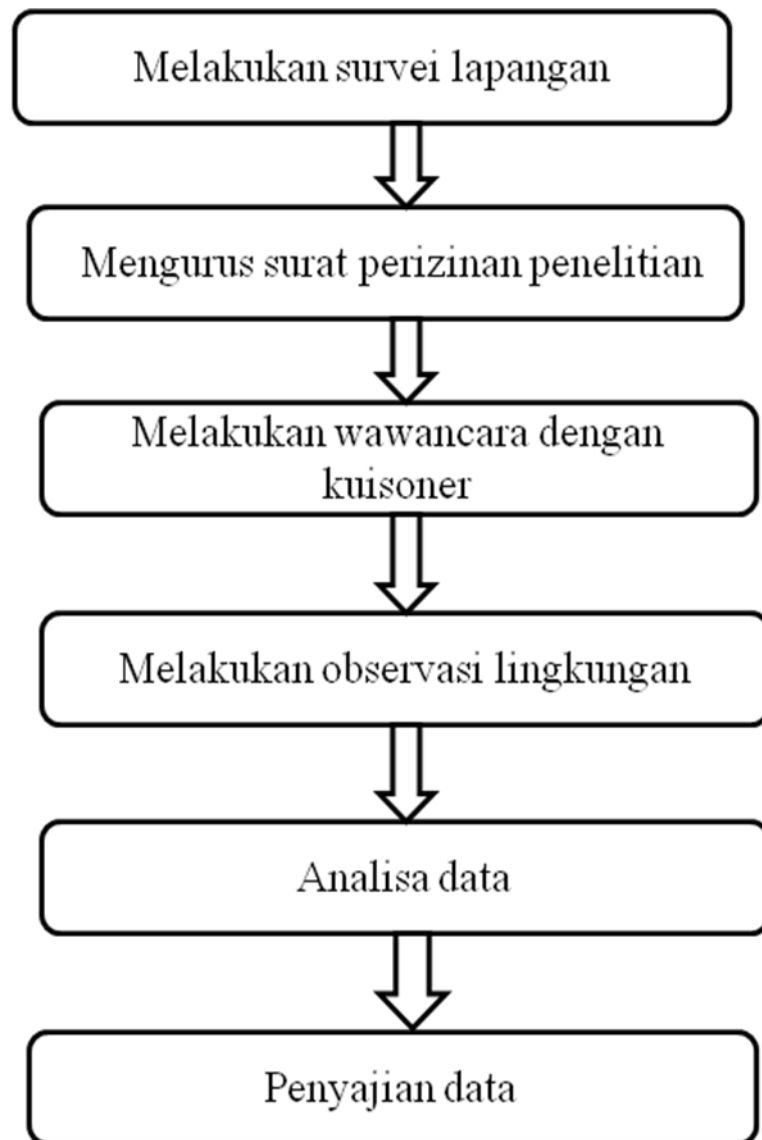 Melakukan survei lapangan
Mengurus surat perizinan penelitian
Melakukan wawancara dengan
kuisoner
Melakukan observasi lingkungan
Analisa data
Penyajian data